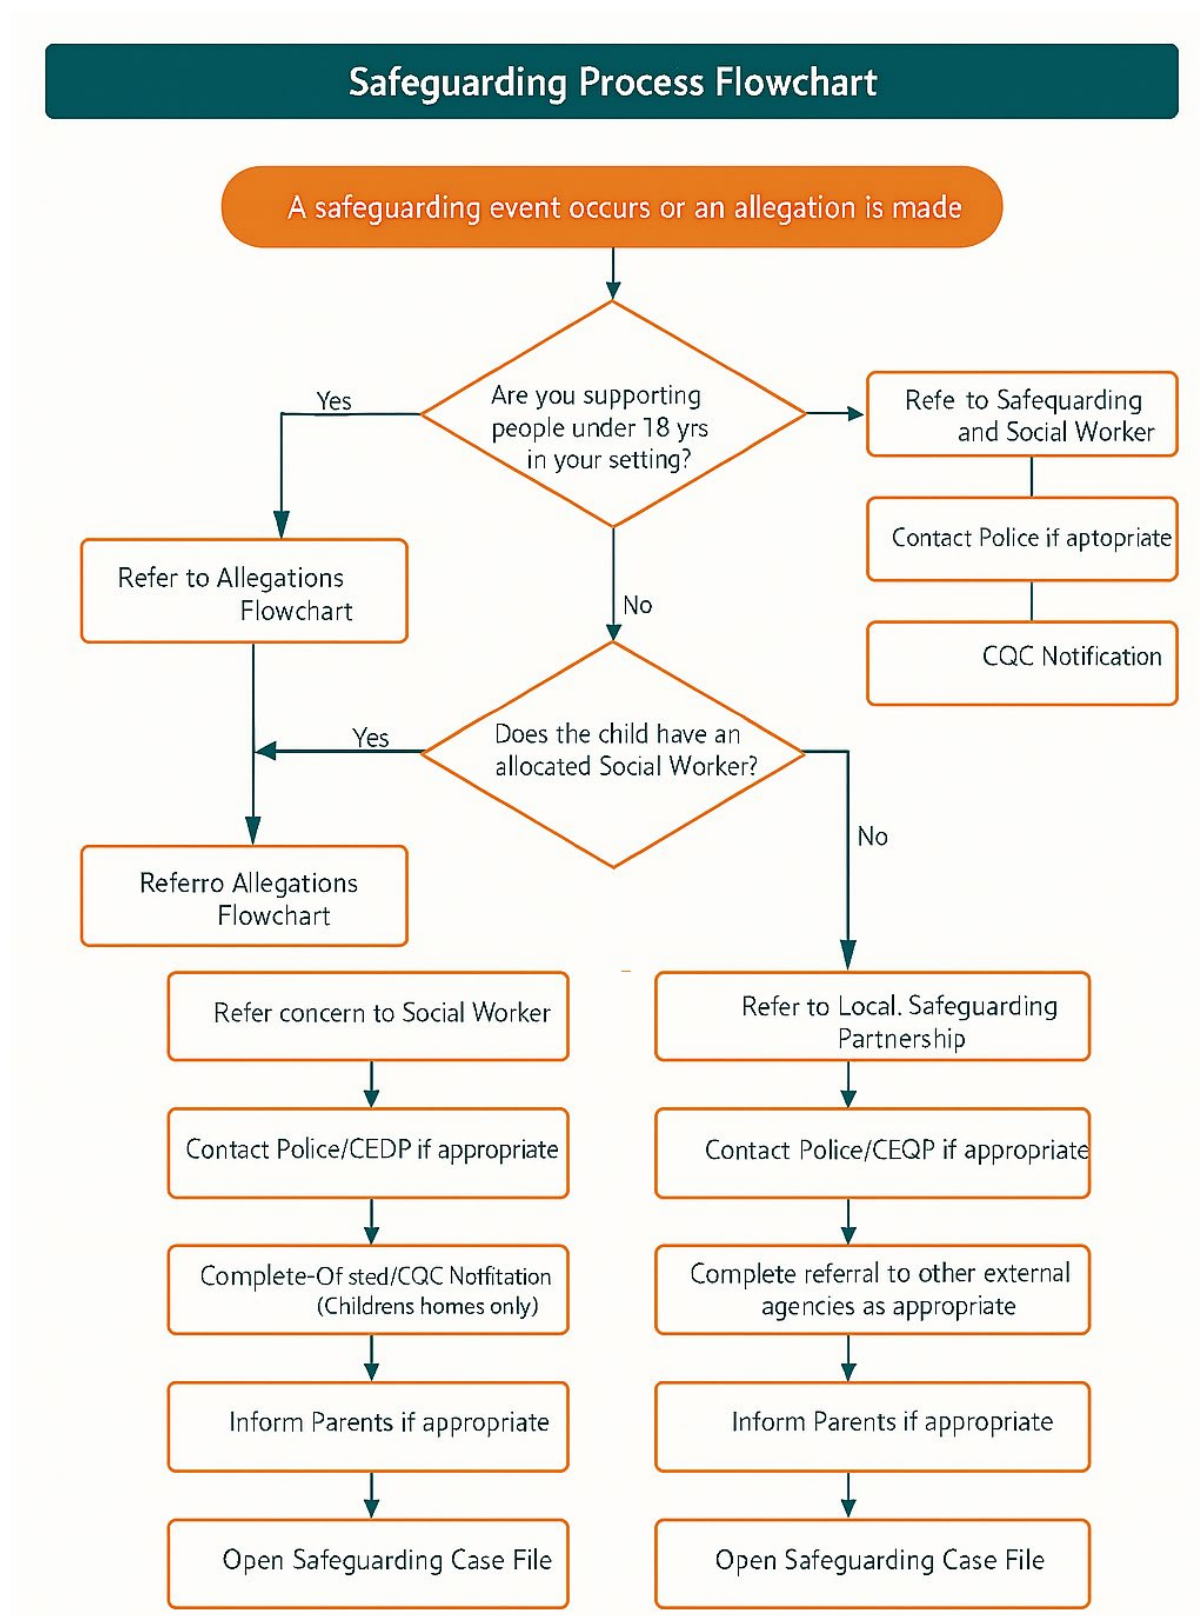 Safeguarding Process Flowchart
A safeguarding event occurs or an allegation is made
Are you supporting
people under 18 yrs
in your setting?
Yes
Refe to Safequarding
and Social Worker
Contact Police if aptopriate
CQC Notification
Refer to Allegations
Flowchart
No
Does the child have an
allocated Social Worker?
Yes
No
Referro Allegations
Flowchart
Refer concern to Social Worker
Contact Police/CEDP if appropriate
Complete-Of sted/CQC Notfitation
(Childrens homes only)
Inform Parents if appropriate
Open Safeguarding Case File
Refer to Local. Safeguarding
Partnership
Contact Police/CEQP if appropriate
Complete referral to other external
agencies as appropriate
Inform Parents if appropriate
Open Safeguarding Case File